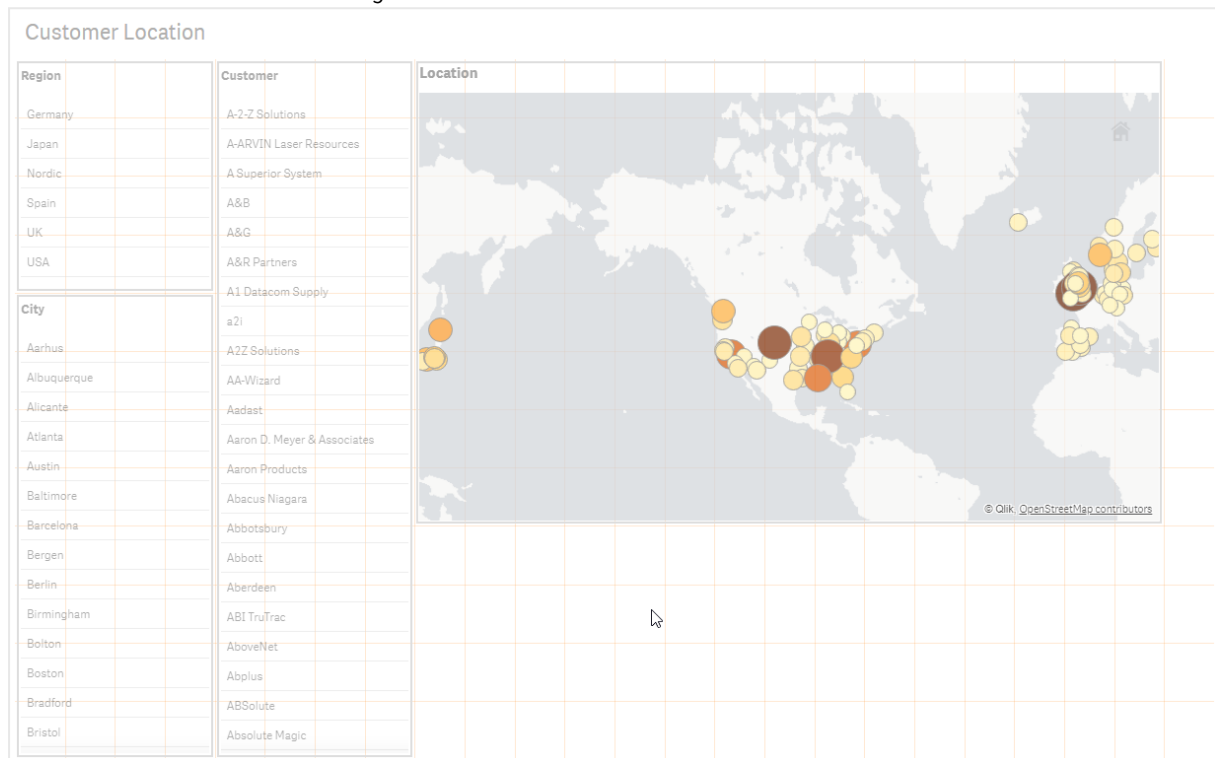 Customer Location
Region
Germany
Japan
Nordic
Spain
UK
USA
City
Aarhus
Albuquerque
Alicante
Atlanta
Austin
Baltimore
Barcelona
Bergen
Berlin
Birmingham
Bolton
Boston
Bradford
Bristol
Customer
A-2-Z Solutions
A-ARVIN Laser Resources
A Superior System
A&B
A&G
A&R Partners
A1 Datacom Supply
a2i
A2Z Solutions
AA-Wizard
Aadast
Aaron D. Meyer & Associates
Aaron Products
Abacus Niagara
Abbotsbury
Abbott
Aberdeen
ABI TruTrac
AboveNet
Abplus
ABSolute
Absolute Magic
Location
© Qlik, OpenStreetMap contributors